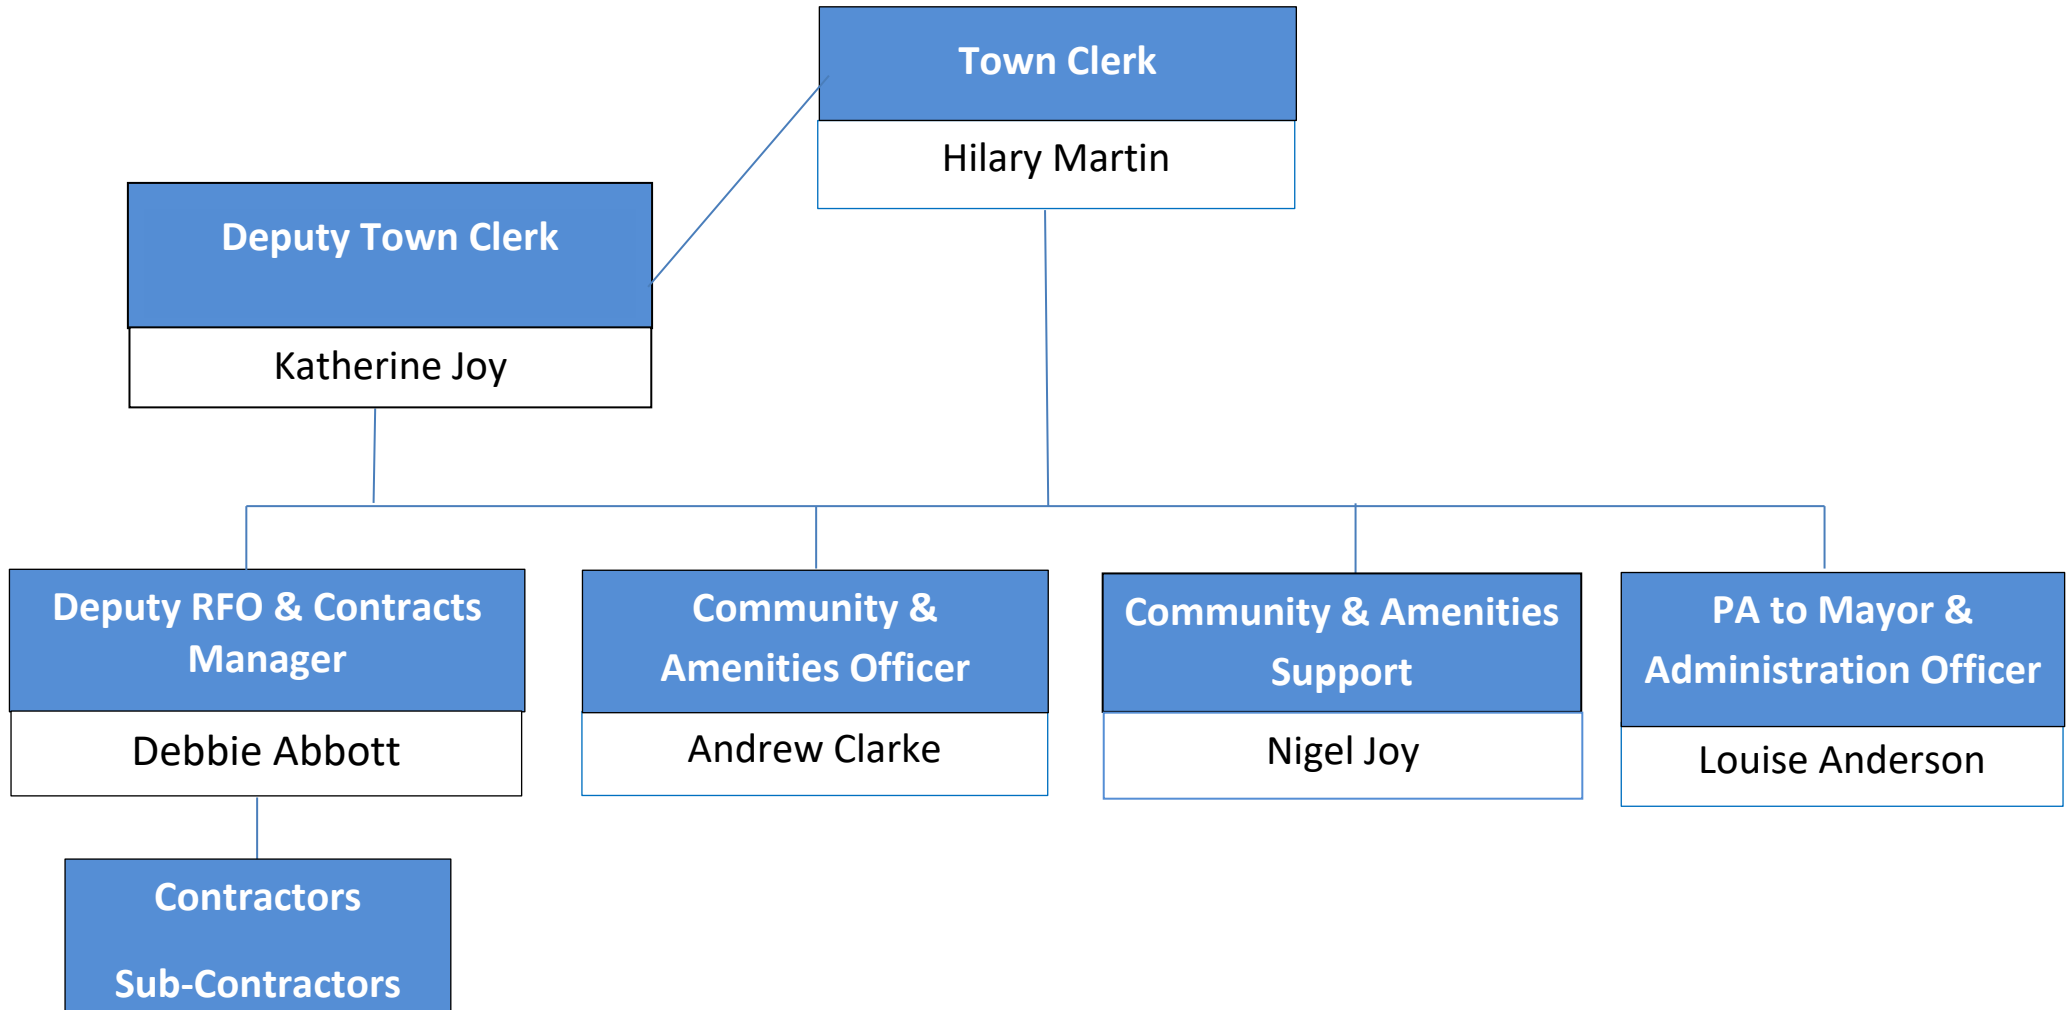 Town Clerk
Hilary Martin
Deputy Town Clerk
Katherine Joy
Deputy RFO & Contracts
Manager
Debbie Abbott
Community &
Amenities Officer
Andrew Clarke
Community & Amenities
Support
Nigel Joy
PA to Mayor &
Administration Officer
Louise Anderson
Contractors
Sub-Contractors